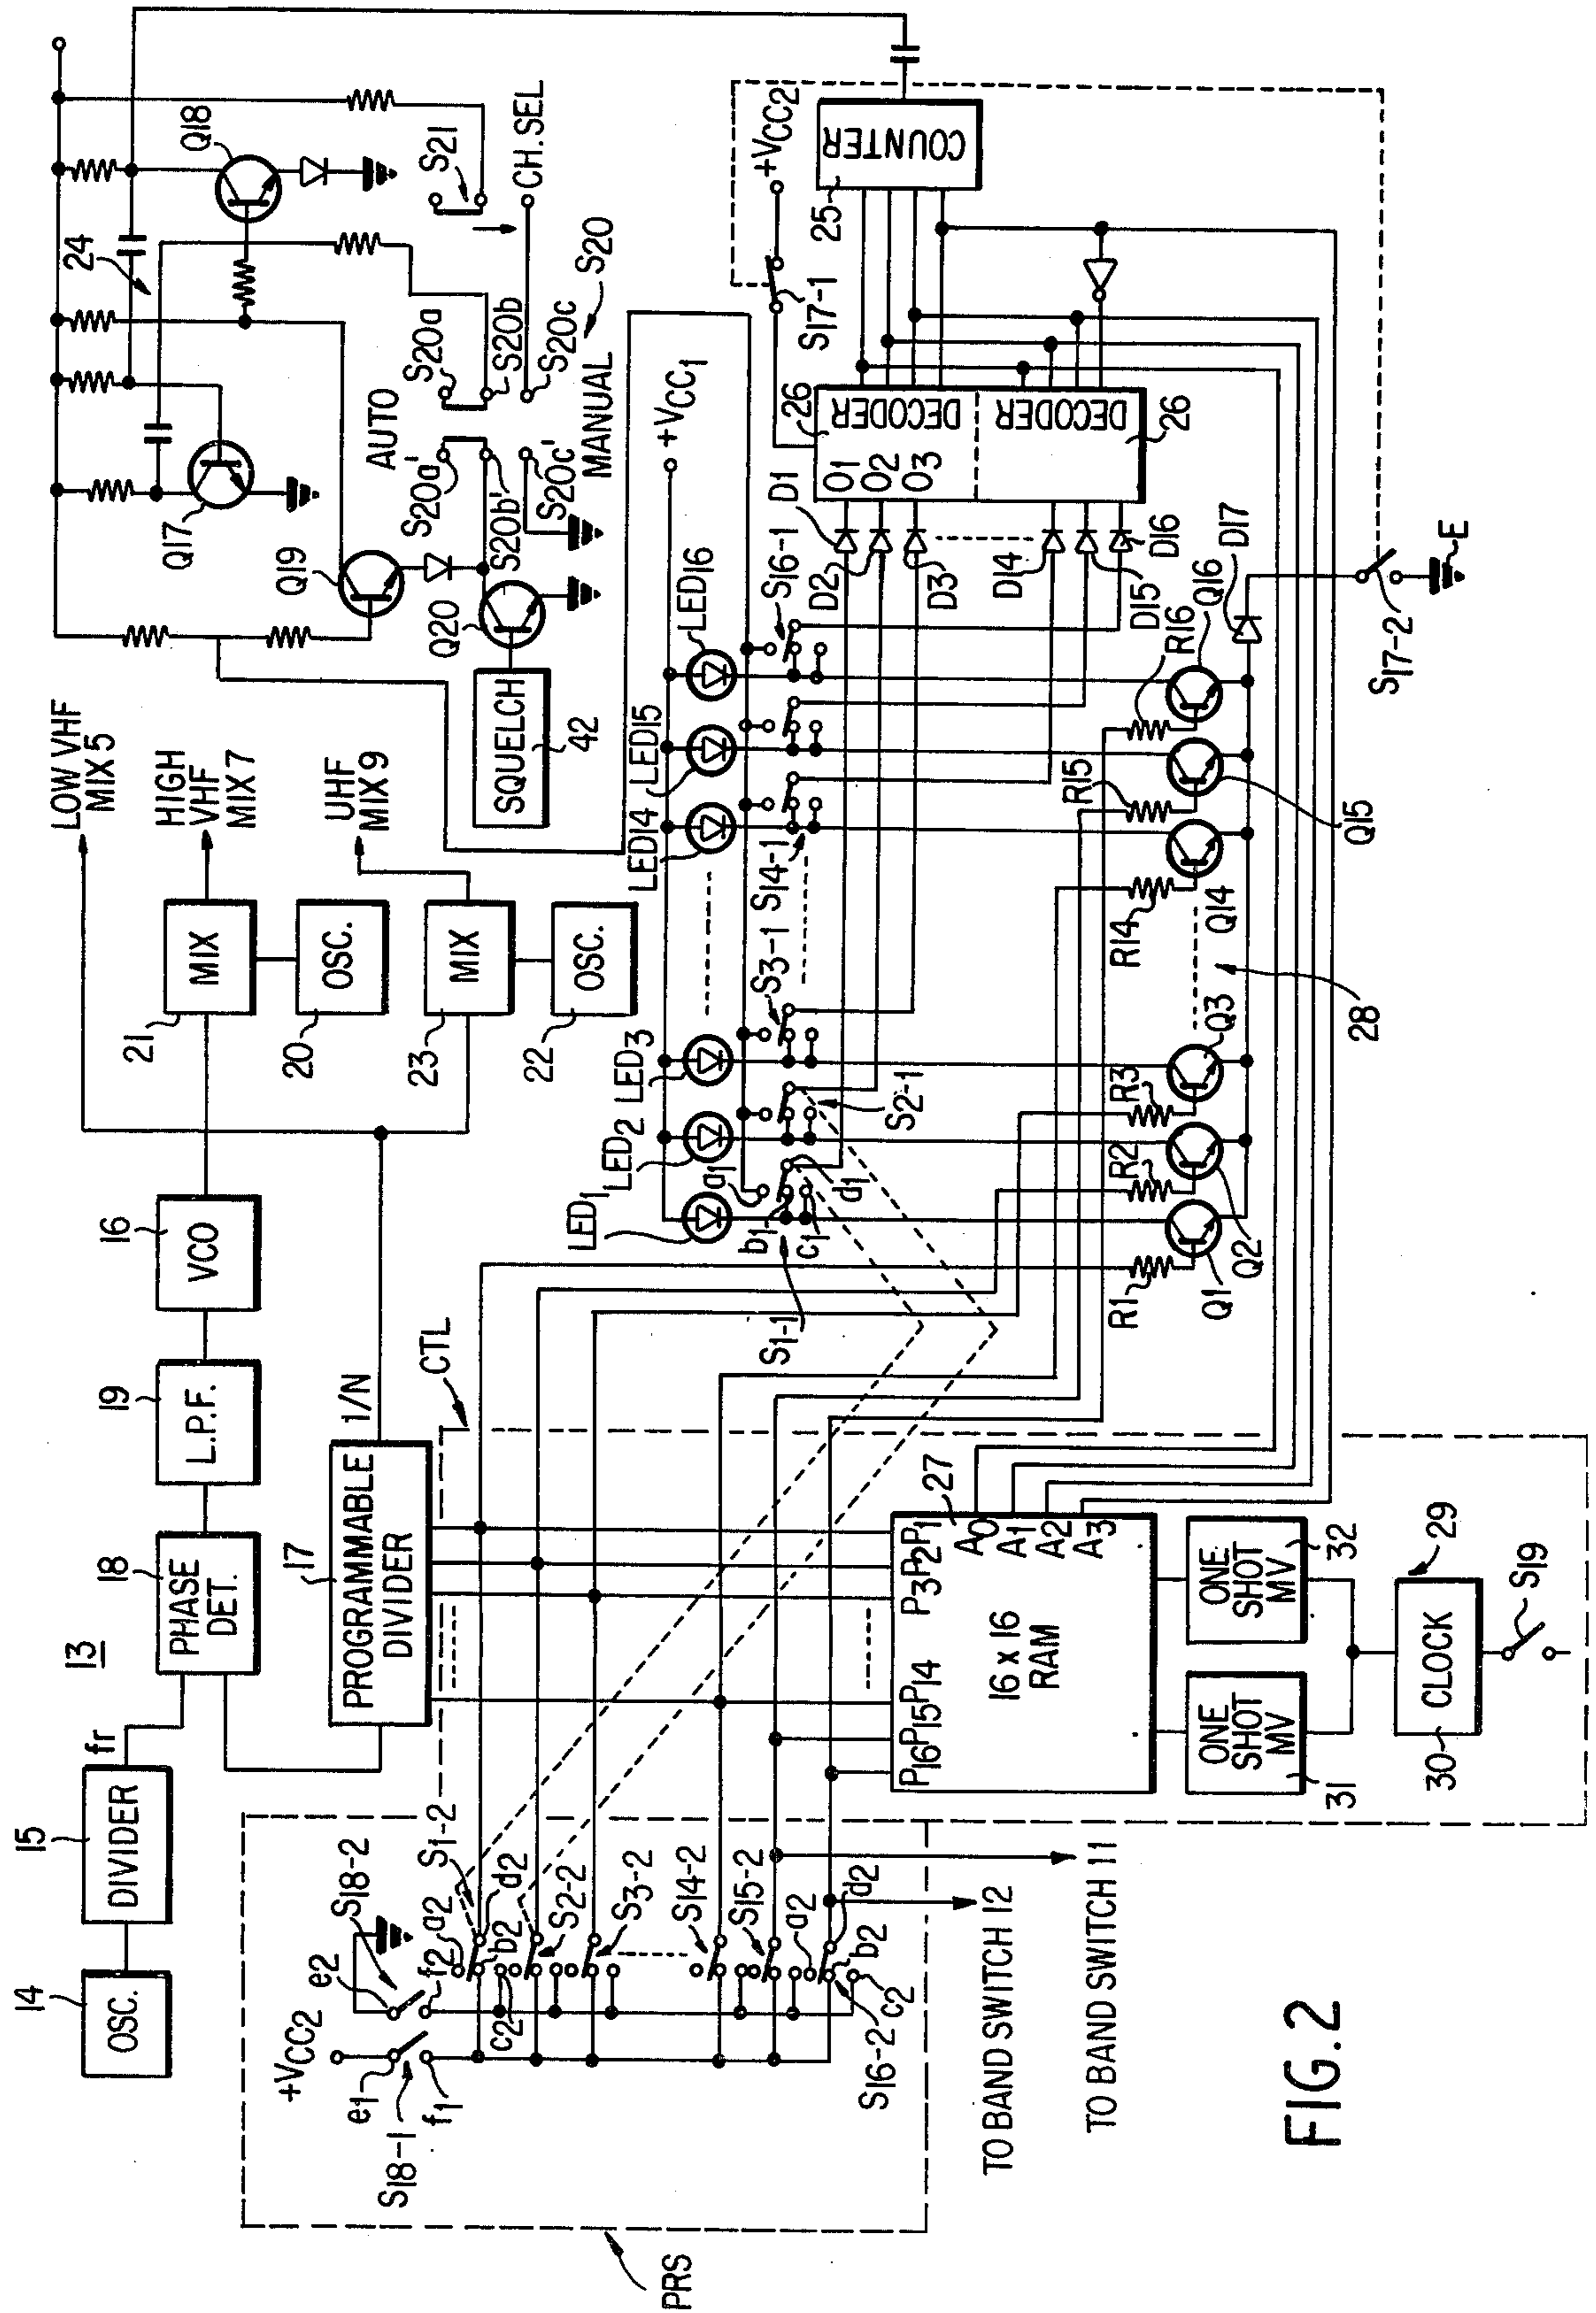 14
OSC.
15
DIVIDER
fr
13
18
PHASE
DET.
19
L.P.F.
16
VCO
21
MIX
20
OSC.
23
MIX
22
OSC.
LOW VHF
MIX 5
HIGH
VHF
MIX 7
UHF
MIX 9
17
PROGRAMMABLE
DIVIDER
1/N
CTL
SQUELCH
42
Q17
Q18
Q19
Q20
24
AUTO
S20a'
S20b'
S20c'
S20a
S20b
S20c
MANUAL
S20
S21
CH. SEL
+VCC2
S18-2
e2
f2
e1
f1
S18-1
S1-2
a2
d2
b2
c2
S2-2
S3-2
S14-2
S15-2
a2
d2
b2
c2
S16-2
PRS
TO BAND SWITCH 12
TO BAND SWITCH 11
LED1
LED2
LED3
LED14
LED15
LED16
+VCC1
a1
b1
c1
d1
S1-1
S2-1
S3-1
S14-1
S16-1
D1
D2
D3
D14
D15
D16
D17
O1
O2
O3
26
DECODER
DECODER
26
S17-1
+VCC2
25
COUNTER
R1
R2
R3
R14
R15
R16
Q1
Q2
Q3
Q14
Q15
Q16
28
S17-2
E
P16
P15
P14
P3
P2
P1
27
A0
A1
A2
A3
16 x 16
RAM
ONE
SHOT
MV
31
ONE
SHOT
MV
32
30
CLOCK
29
S19
FIG. 2